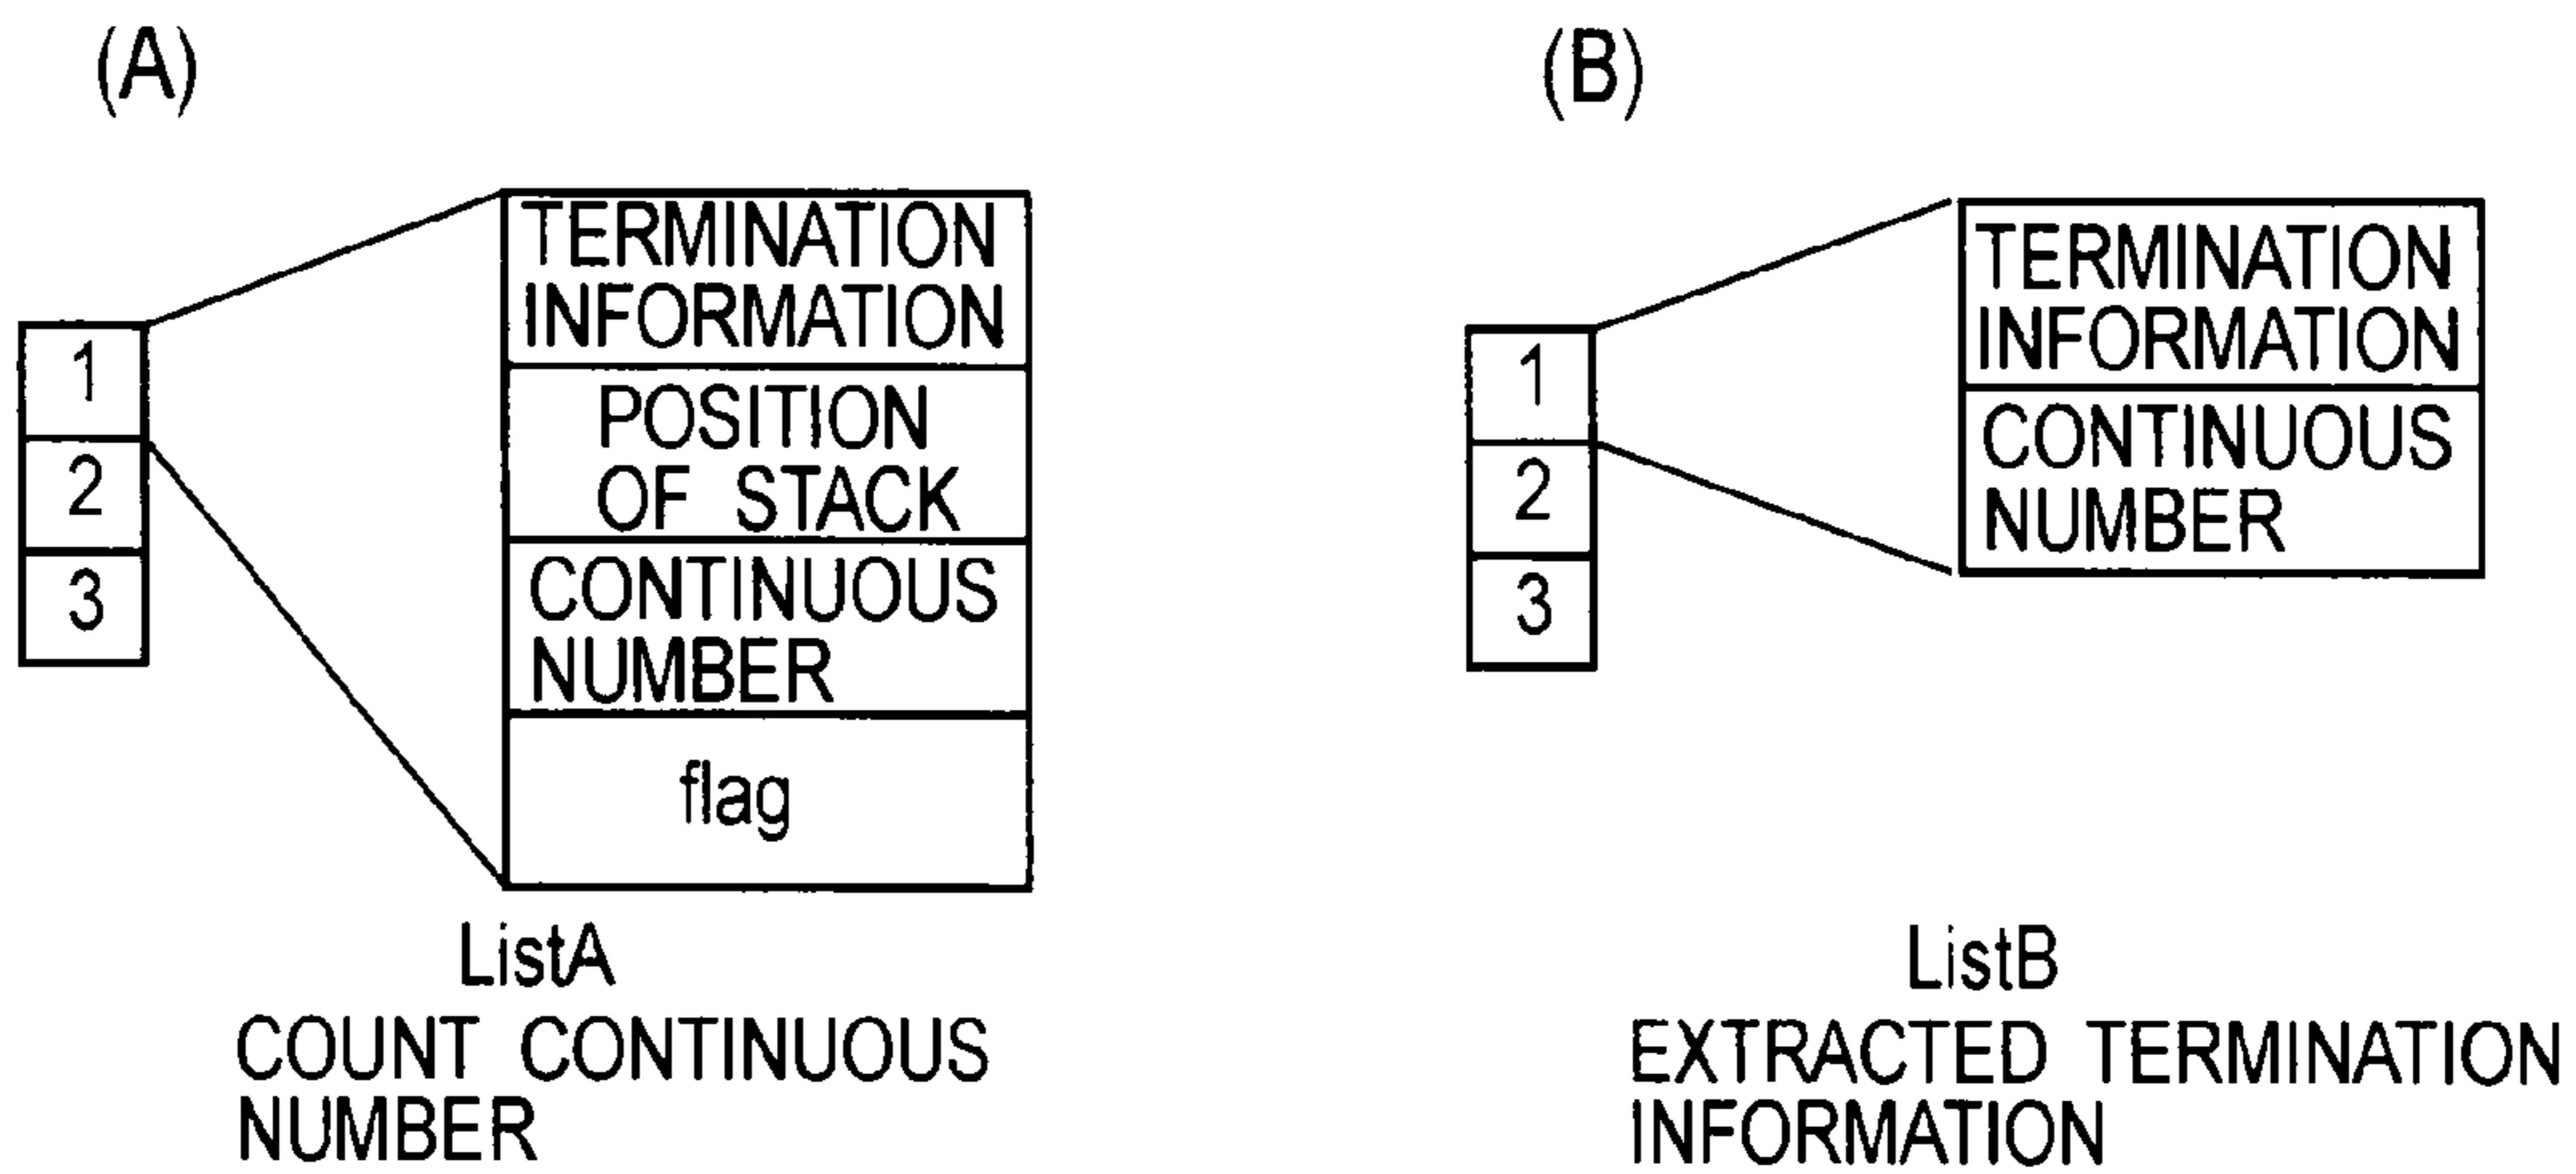 (A)
1
2
3
TERMINATION
INFORMATION
POSITION
OF STACK
CONTINUOUS
NUMBER
flag
ListA
COUNT CONTINUOUS
NUMBER
(B)
1
2
3
TERMINATION
INFORMATION
CONTINUOUS
NUMBER
ListB
EXTRACTED TERMINATION
INFORMATION